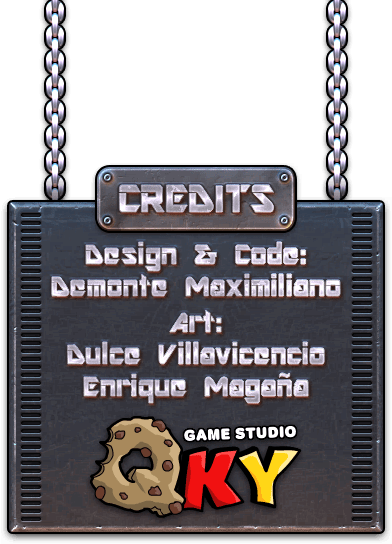 CREDITS
Design & Code:
Demonte Maximiliano
Art:
Dulce Villavicencio
Enrique Magaña
GAME STUDIO
QKY